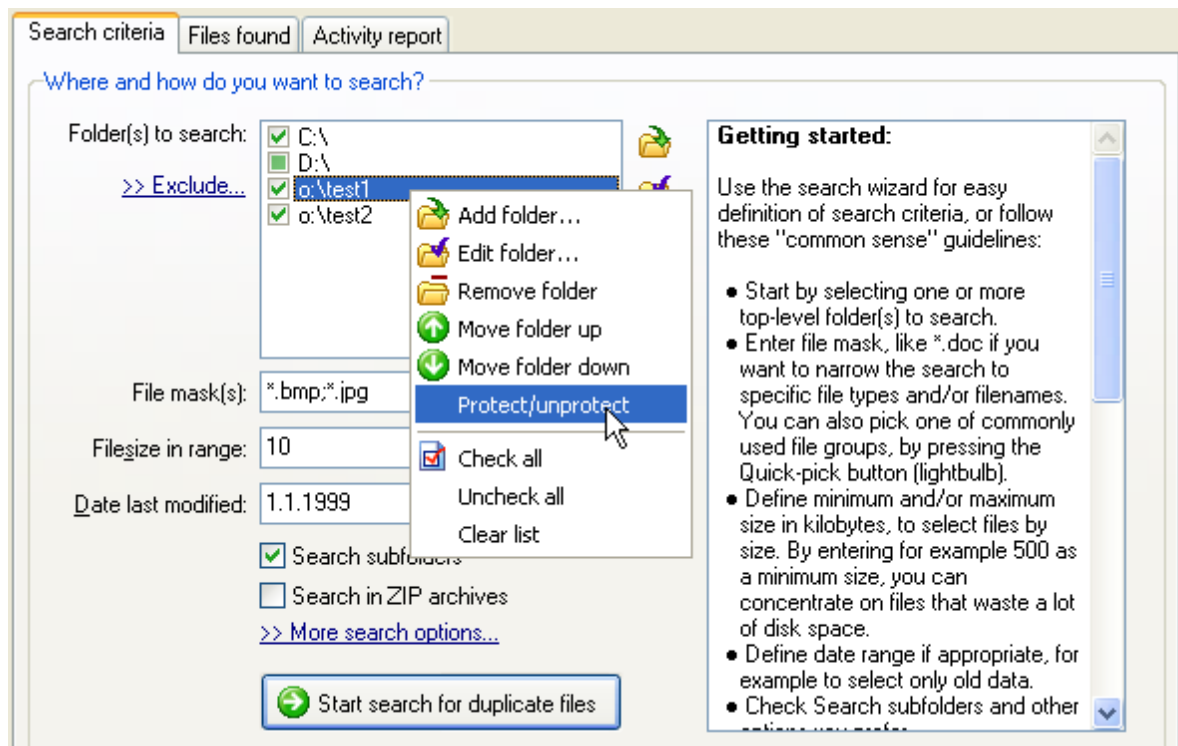 Search criteria
Files found
Activity report
Where and how do you want to search?
Folder(s) to search:
>> Exclude...
C:\
D:\
o:\test1
o:\test2
Add folder...
Edit folder...
Remove folder
Move folder up
Move folder down
Protect/unprotect
Check all
Uncheck all
Clear list
File mask(s):
*.bmp;*.jpg
Filesize in range:
10
Date last modified:
1.1.1999
Search subfolders
Search in ZIP archives
>> More search options...
Start search for duplicate files
Getting started:
Use the search wizard for easy
definition of search criteria, or follow
these "common sense" guidelines:
● Start by selecting one or more
top-level folder(s) to search.
● Enter file mask, like *.doc if you
want to narrow the search to
specific file types and/or filenames.
You can also pick one of commonly
used file groups, by pressing the
Quick-pick button (lightbulb).
● Define minimum and/or maximum
size in kilobytes, to select files by
size. By entering for example 500 as
a minimum size, you can
concentrate on files that waste a lot
of disk space.
● Define date range if appropriate, for
example to select only old data.
● Check Search subfolders and other